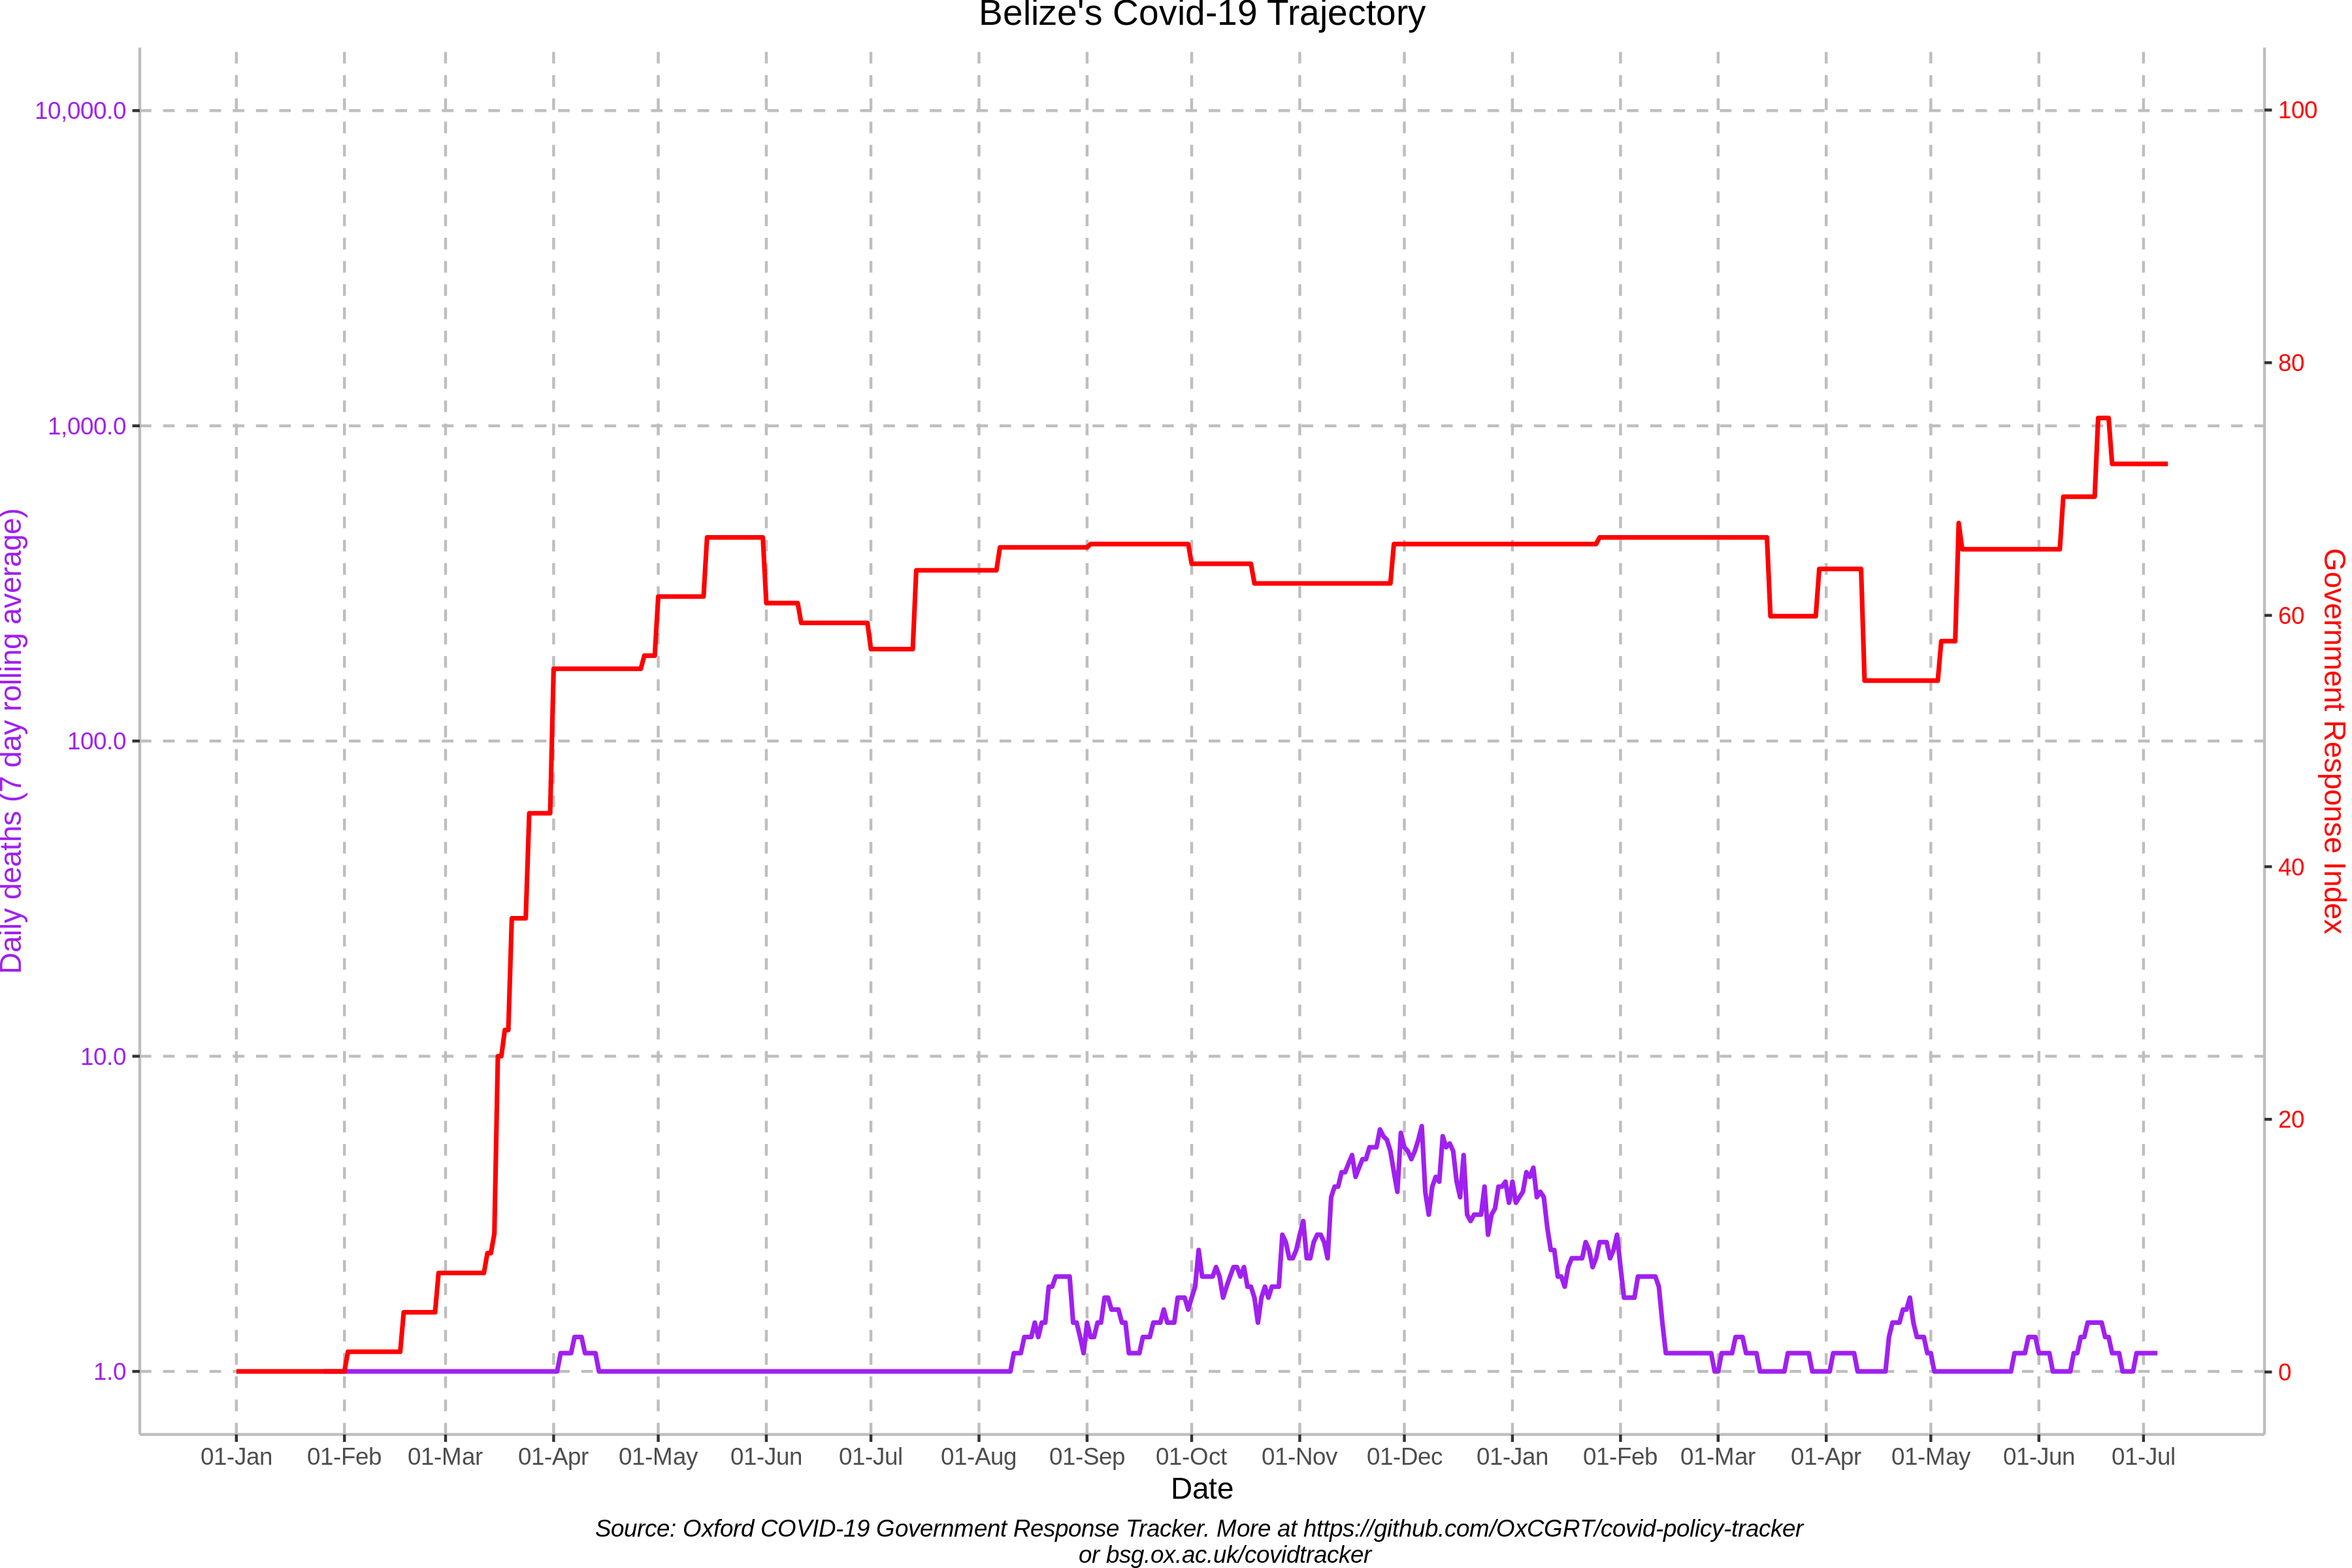 Belize's Covid-19 Trajectory
Daily deaths (7 day rolling average)
10,000.0
1,000.0
100.0
10.0
1.0
100
80
60
40
20
0
Government Response Index
01-Jan 01-Feb 01-Mar 01-Apr 01-May 01-Jun 01-Jul 01-Aug 01-Sep 01-Oct 01-Nov 01-Dec 01-Jan 01-Feb 01-Mar 01-Apr 01-May 01-Jun 01-Jul
Date
Source: Oxford COVID-19 Government Response Tracker. More at https://github.com/OxCGRT/covid-policy-tracker
or bsg.ox.ac.uk/covidtracker